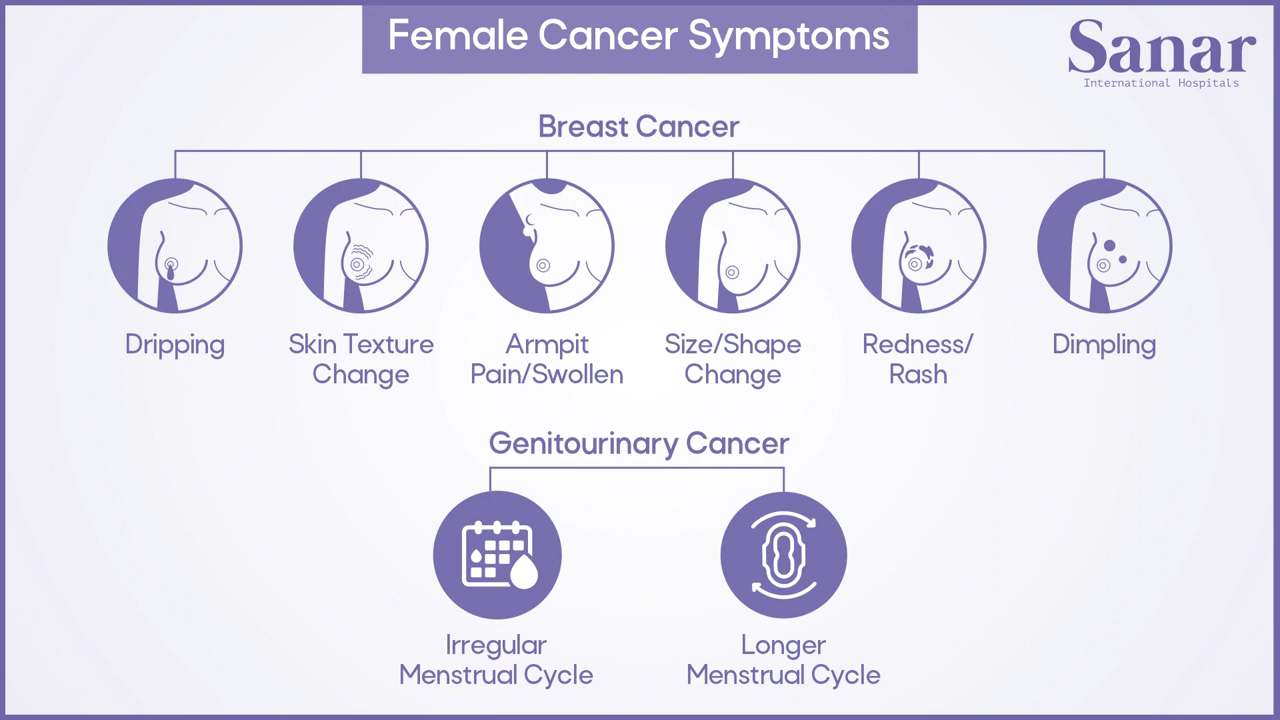 Female Cancer Symptoms
Sanar
International Hospitals
Breast Cancer
Dripping
Skin Texture
Change
Armpit
Pain/Swollen
Size/Shape
Change
Redness/
Rash
Dimpling
Genitourinary Cancer
Irregular
Menstrual Cycle
Longer
Menstrual Cycle